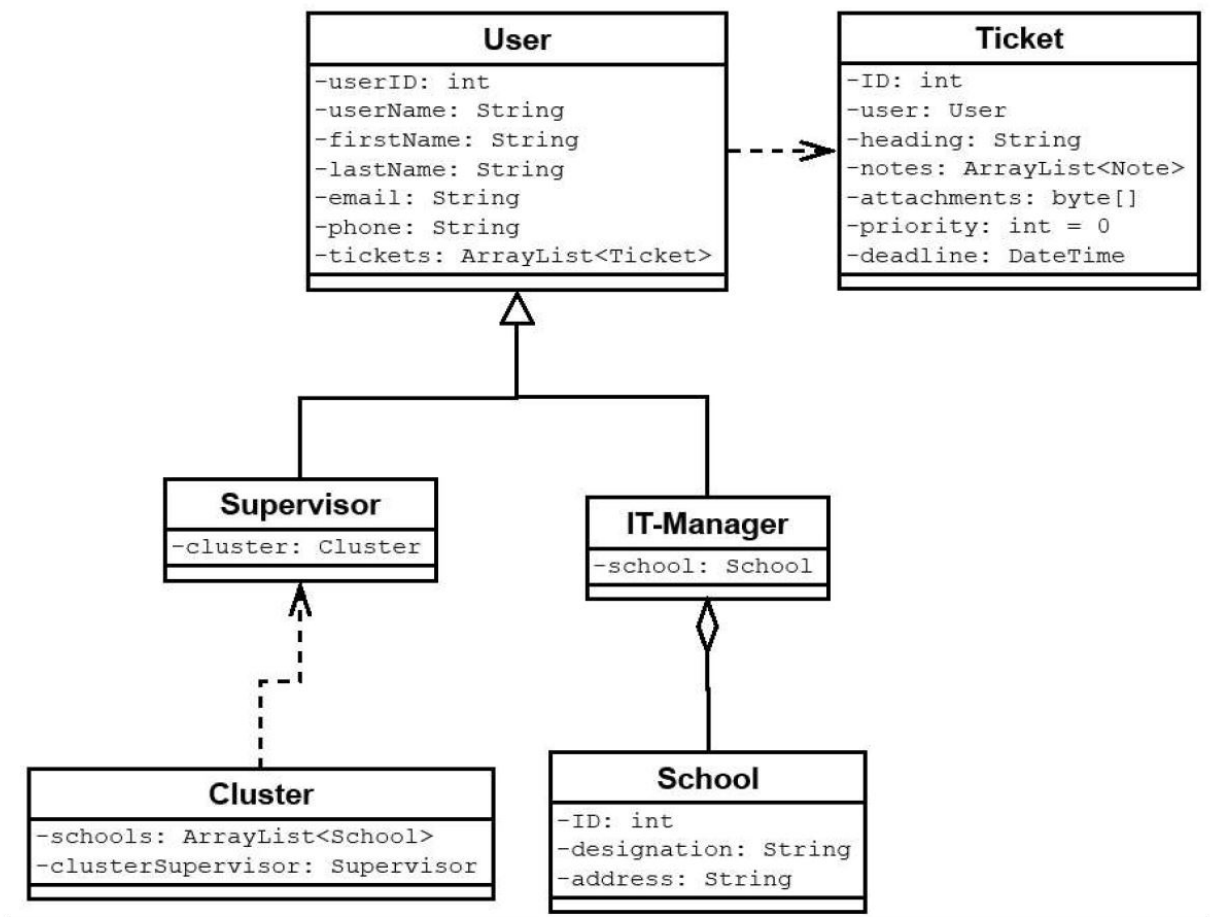 User
-userID: int
-userName: String
-firstName: String
-lastName: String
-email: String
-phone: String
-tickets: ArrayList<Ticket>
Ticket
-ID: int
-user: User
-heading: String
-notes: ArrayList<Note>
-attachments: byte[]
-priority: int = 0
-deadline: DateTime
Supervisor
-cluster: Cluster
IT-Manager
-school: School
Cluster
-schools: ArrayList<School>
-clusterSupervisor: Supervisor
School
-ID: int
-designation: String
-address: String